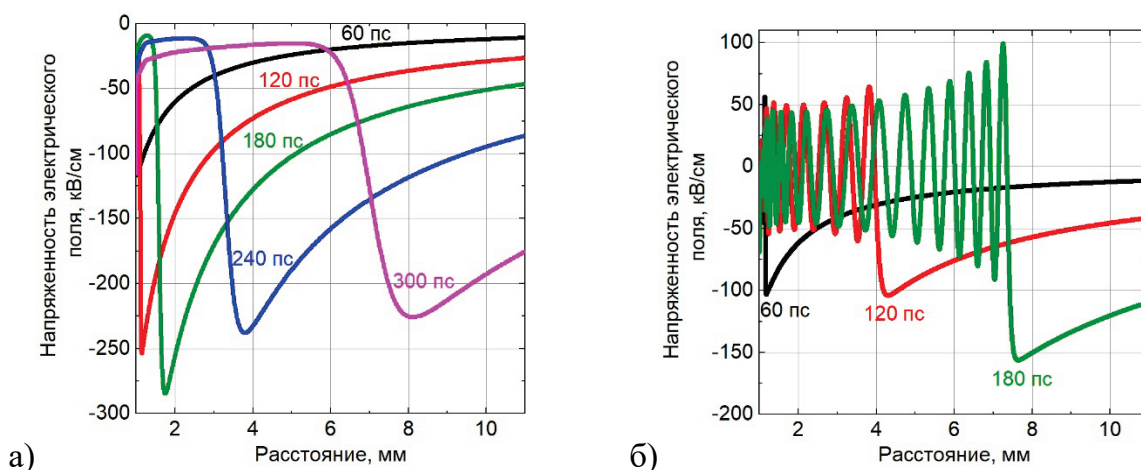 0
-50
-100
-150
-200
-250
-300
2
4
6
8
10
Напряженность электрического
поля, кВ/см
Расстояние, мм
60 пс
120 пс
180 пс
240 пс
300 пс
а)
100
50
0
-50
-100
-150
-200
2
4
6
8
10
Напряженность электрического
поля, кВ/см
Расстояние, мм
60 пс
120 пс
180 пс
б)